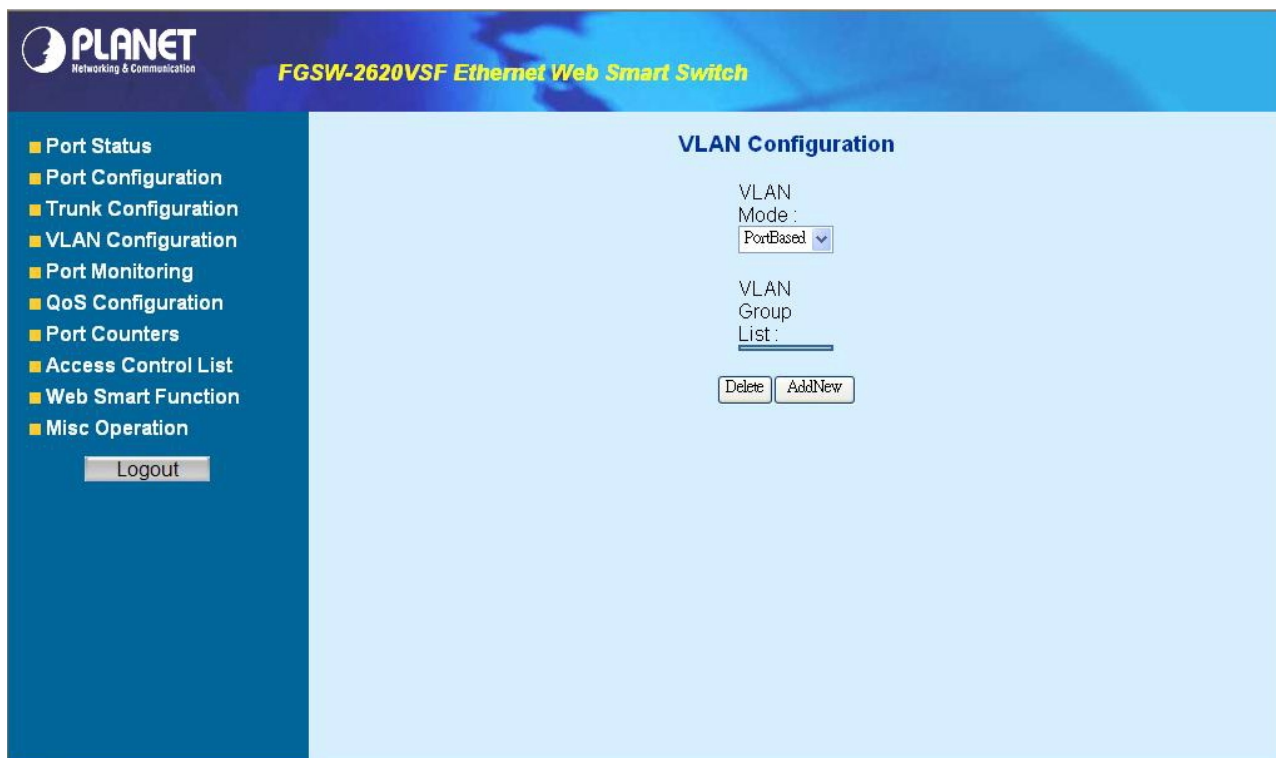 PLANET
Networking & Communication
FGSW-2620VSF Ethernet Web Smart Switch
Port Status
Port Configuration
Trunk Configuration
VLAN Configuration
Port Monitoring
QoS Configuration
Port Counters
Access Control List
Web Smart Function
Misc Operation
Logout
VLAN Configuration
VLAN
Mode :
PortBased
VLAN
Group
List :
Delete AddNew